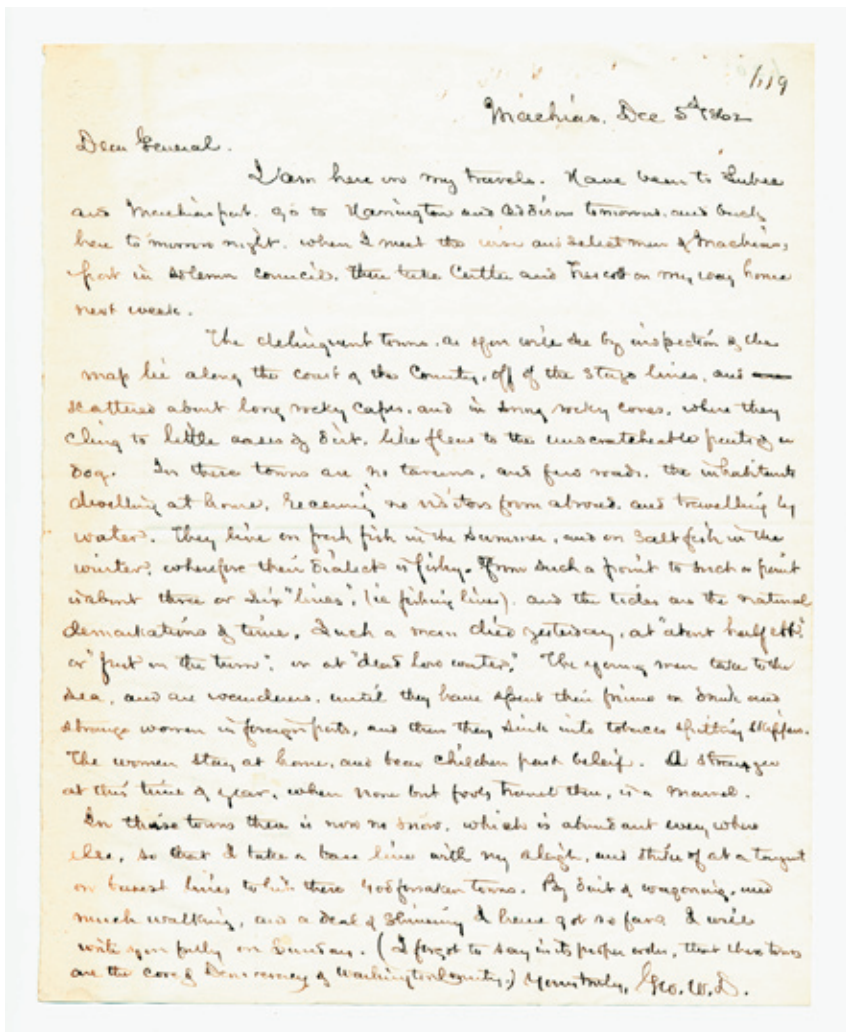 1119
Machias, Dec 5th 1862
Dear General.
I am here in my travels. Have been to Lubec
and Machiasport. go to Harrington and Addison tomorrow, and back
here tomorrow night, when I meet the wise and select men of Machias,
port in solemn council, then take Cutler and Trescott on my way home
next week.
The delinquent towns, as you will see by inspection of the
map lie along the coast of the County, off of the stage lines, and
scattered about long rocky capes, and in snug rocky coves, where they
cling to little oases of dirt, like fleas to the unscratcheable parts of a
dog. In these towns are no taverns, and few roads, the inhabitants
dwelling at home, receiving no visitors from abroad, and travelling by
water. They live on fresh fish in the summer, and on salt fish in the
winter, wherefore their dialect is fishy. From such a point to such a point
is about three or six "lines", (ie fishing lines). and the tides are the natural
demarkations of time. Such a man died yesterday, at "about half ebb",
or "just on the turn", or at "dead low water." The young men take to the
sea, and are wanderers, until they have spent their prime on drink and
strange women in foreign ports, and then they sink into tobacco spitting skippers.
The women stay at home, and bear children past beleif. A stranger
at this time of year, when none but fools travel there, is a marvel.
In these towns there is now no snow, which is abundant every where
else, so that I take a base line with my sleigh, and strike of at a tangent
on lines to hit these godforsaken towns. By dint of wagoning, and
much walking, and a deal of I have got so far. I will
write you fully on Sunday. (I forgot to say in its proper order, that these towns
are the core of Democracy of Washington County.) Yours truly, Geo. W. D.